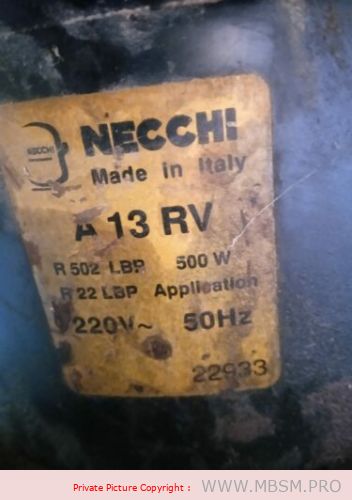 NECCHI
NECCHI
Made in Italy
A 13 RV
R 502 LBP 500 W
R 22 LBP Application
220V~ 50Hz
22933
Private Picture Copyright : WWW.MBSM.PRO